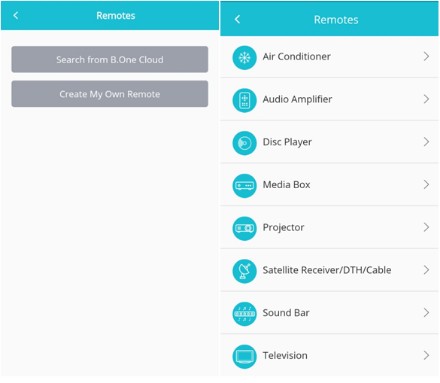 Remotes
Search from B.One Cloud
Create My Own Remote
Remotes
Air Conditioner
Audio Amplifier
Disc Player
Media Box
Projector
Satellite Receiver/DTH/Cable
Sound Bar
Television